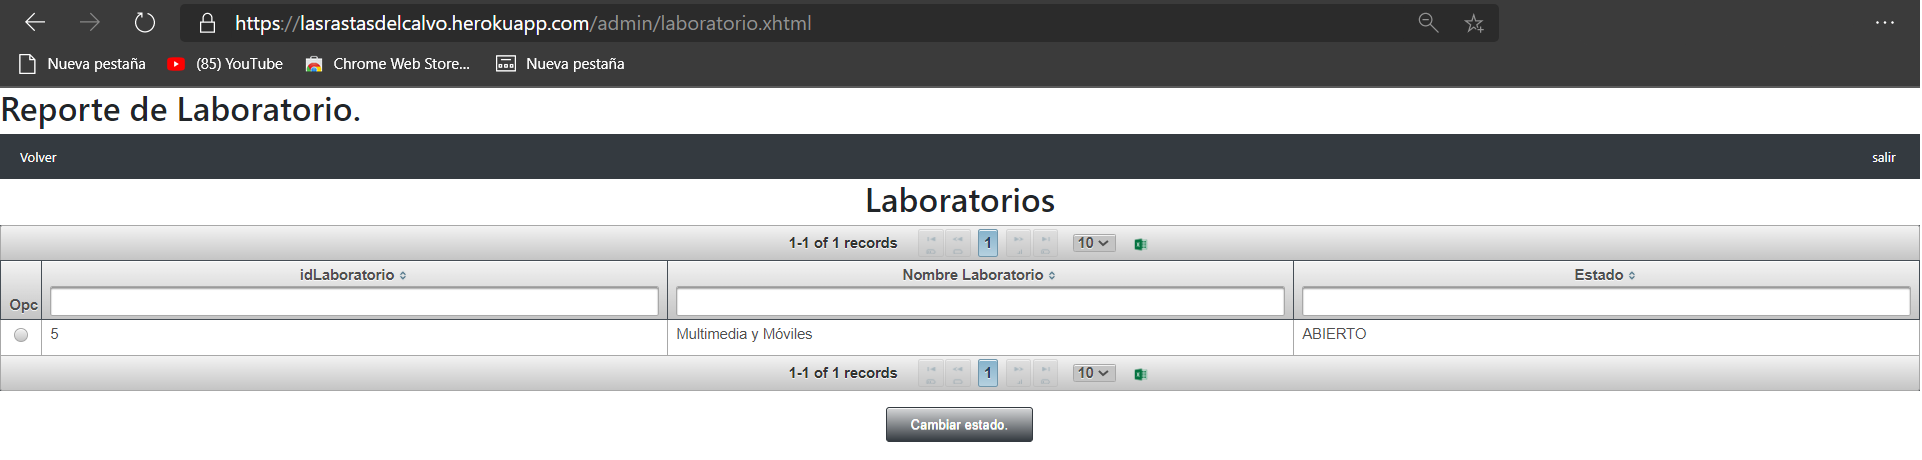 https://lasrastasdelcalvo.herokuapp.com/admin/laboratorio.xhtml
Nueva pestaña (85) YouTube Chrome Web Store... Nueva pestaña
Reporte de Laboratorio.
Volver salir
Laboratorios
1-1 of 1 records 1 10
Opc idLaboratorio Nombre Laboratorio Estado
5 Multimedia y Móviles ABIERTO
1-1 of 1 records 1 10
Cambiar estado.